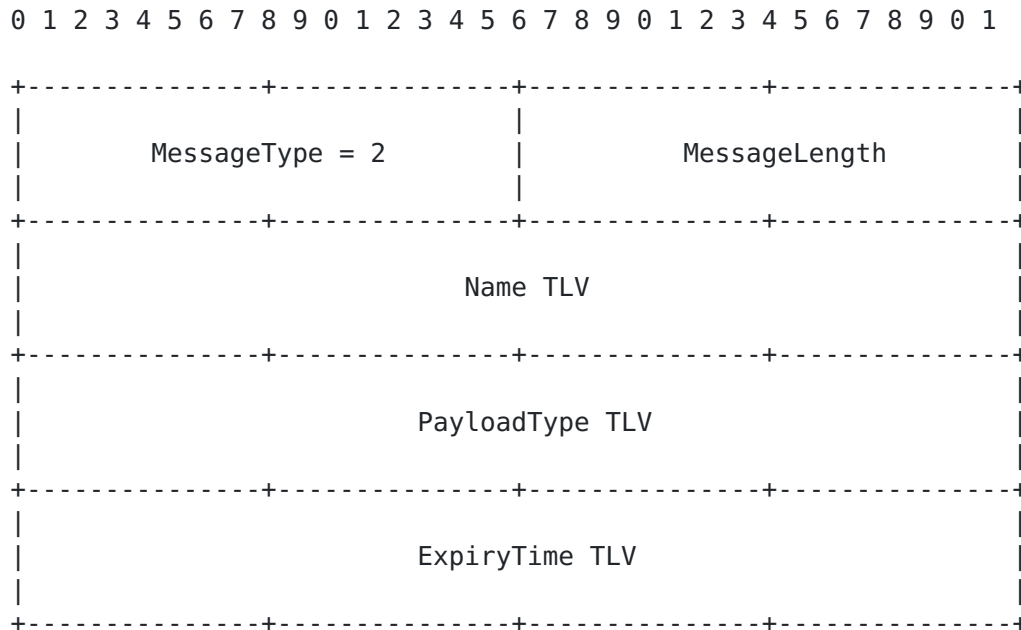 0 1 2 3 4 5 6 7 8 9 0 1 2 3 4 5 6 7 8 9 0 1 2 3 4 5 6 7 8 9 0 1
+---------------+---------------+---------------+---------------+
| | |
| MessageType = 2 | MessageLength |
| | |
+---------------+---------------+---------------+---------------+
| |
| Name TLV |
| |
+---------------+---------------+---------------+---------------+
| |
| PayloadType TLV |
| |
+---------------+---------------+---------------+---------------+
| |
| ExpiryTime TLV |
| |
+---------------+---------------+---------------+---------------+